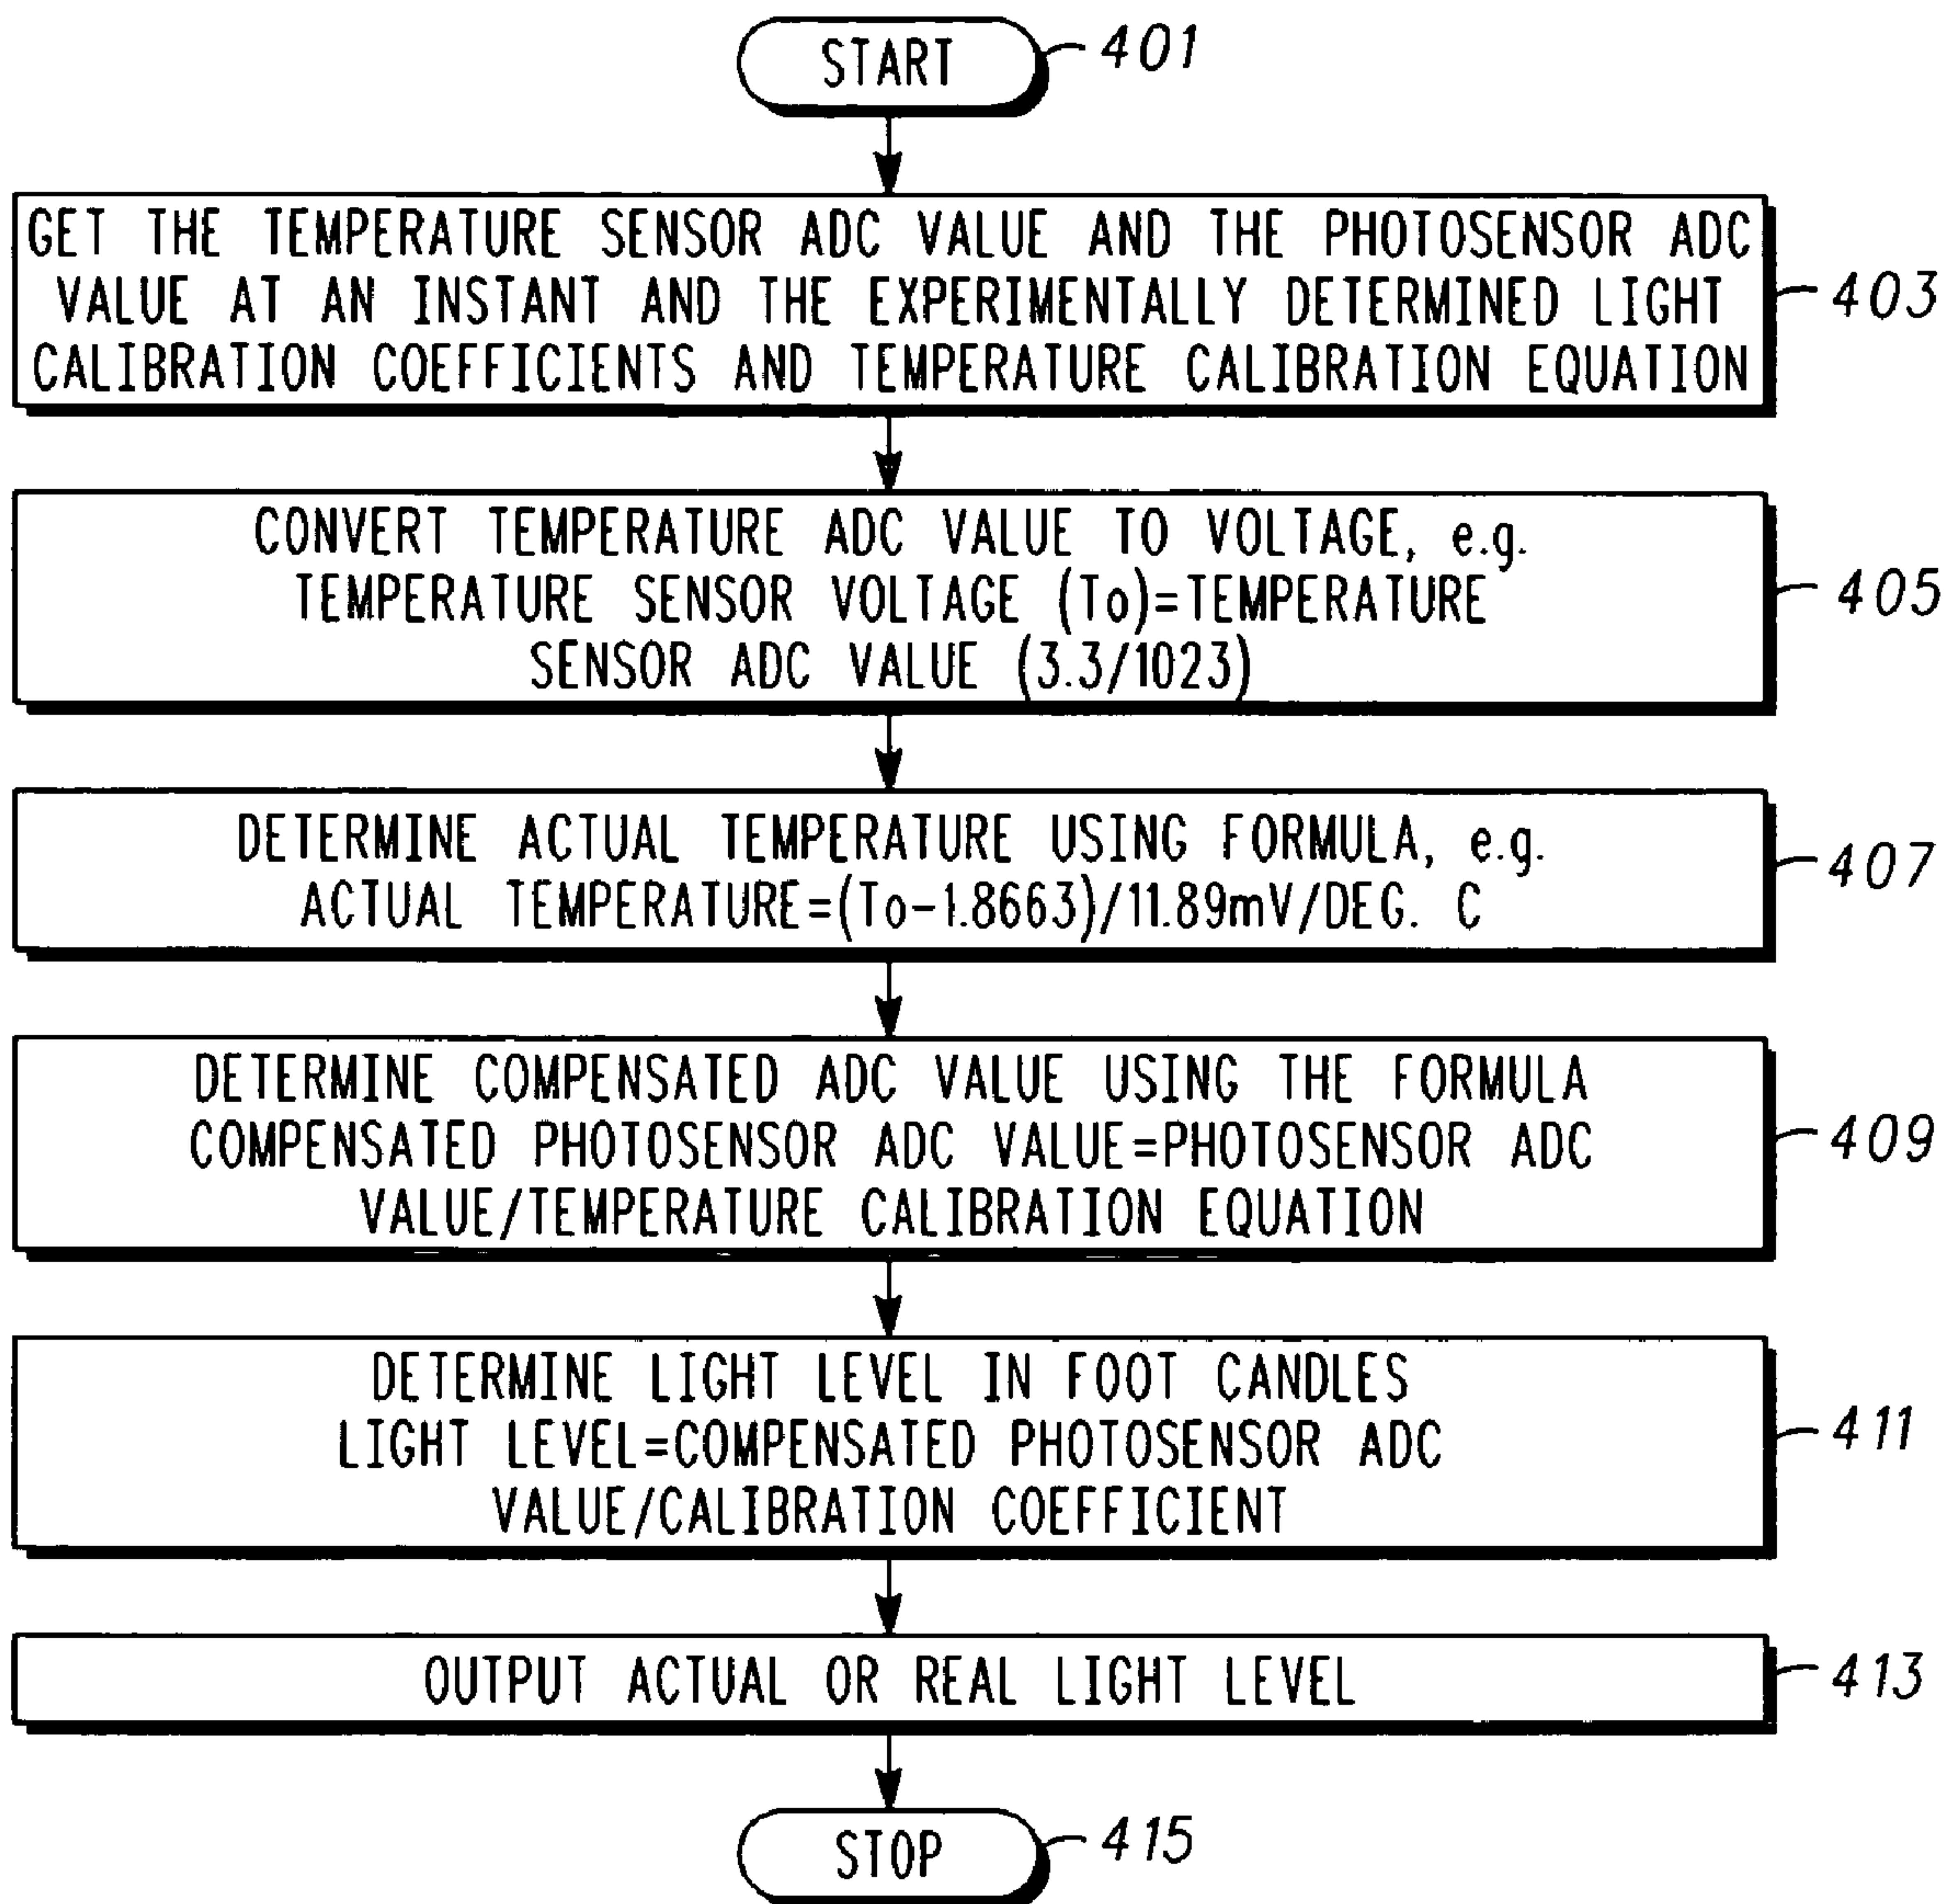 START
401
GET THE TEMPERATURE SENSOR ADC VALUE AND THE PHOTOSENSOR ADC
VALUE AT AN INSTANT AND THE EXPERIMENTALLY DETERMINED LIGHT
CALIBRATION COEFFICIENTS AND TEMPERATURE CALIBRATION EQUATION
403
CONVERT TEMPERATURE ADC VALUE TO VOLTAGE, e.g.
TEMPERATURE SENSOR VOLTAGE (To)=TEMPERATURE
SENSOR ADC VALUE (3.3/1023)
405
DETERMINE ACTUAL TEMPERATURE USING FORMULA, e.g.
ACTUAL TEMPERATURE=(To-1.8663)/11.89mV/DEG. C
407
DETERMINE COMPENSATED ADC VALUE USING THE FORMULA
COMPENSATED PHOTOSENSOR ADC VALUE=PHOTOSENSOR ADC
VALUE/TEMPERATURE CALIBRATION EQUATION
409
DETERMINE LIGHT LEVEL IN FOOT CANDLES
LIGHT LEVEL=COMPENSATED PHOTOSENSOR ADC
VALUE/CALIBRATION COEFFICIENT
411
OUTPUT ACTUAL OR REAL LIGHT LEVEL
413
STOP
415